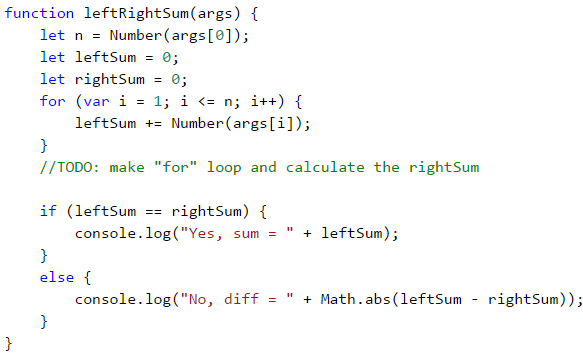 function leftRightSum(args) {
    let n = Number(args[0]);
    let leftSum = 0;
    let rightSum = 0;
    for (var i = 1; i <= n; i++) {
        leftSum += Number(args[i]);
    }
    //TODO: make "for" loop and calculate the rightSum

    if (leftSum == rightSum) {
        console.log("Yes, sum = " + leftSum);
    }
    else {
        console.log("No, diff = " + Math.abs(leftSum - rightSum));
    }
}